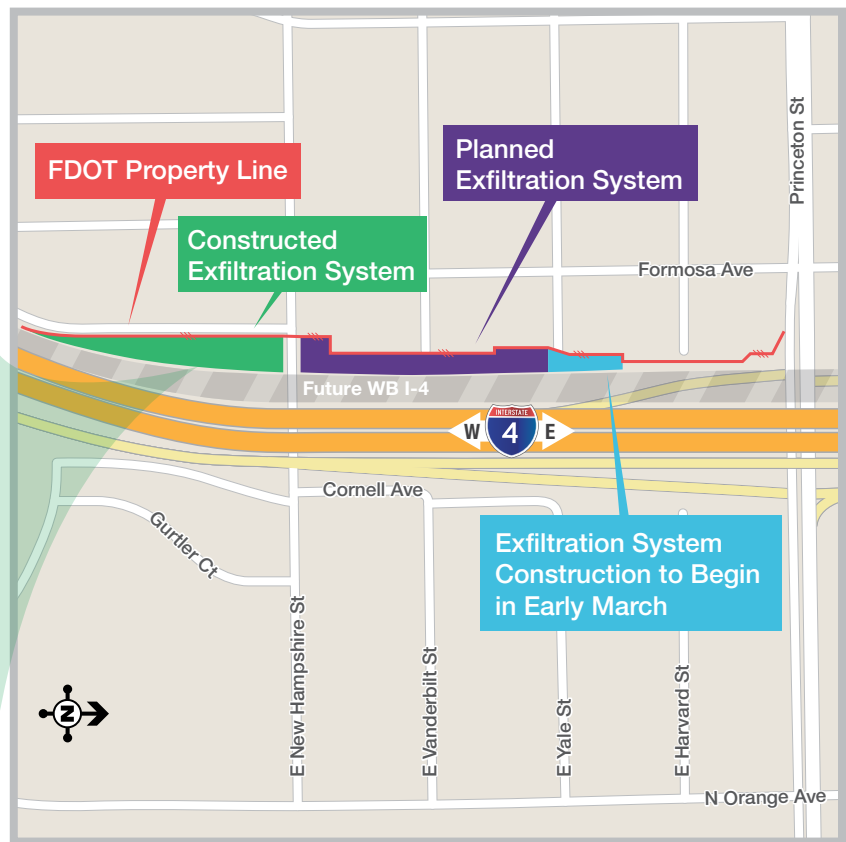 Princeton St
Planned
Exfiltration System
FDOT Property Line
Constructed
Exfiltration System
Formosa Ave
Future WB I-4
INTERSTATE
W 4 E
Cornell Ave
Gurtler Ct
Exfiltration System
Construction to Begin
in Early March
E New Hampshire St
E Vanderbilt St
E Yale St
E Harvard St
N
N Orange Ave